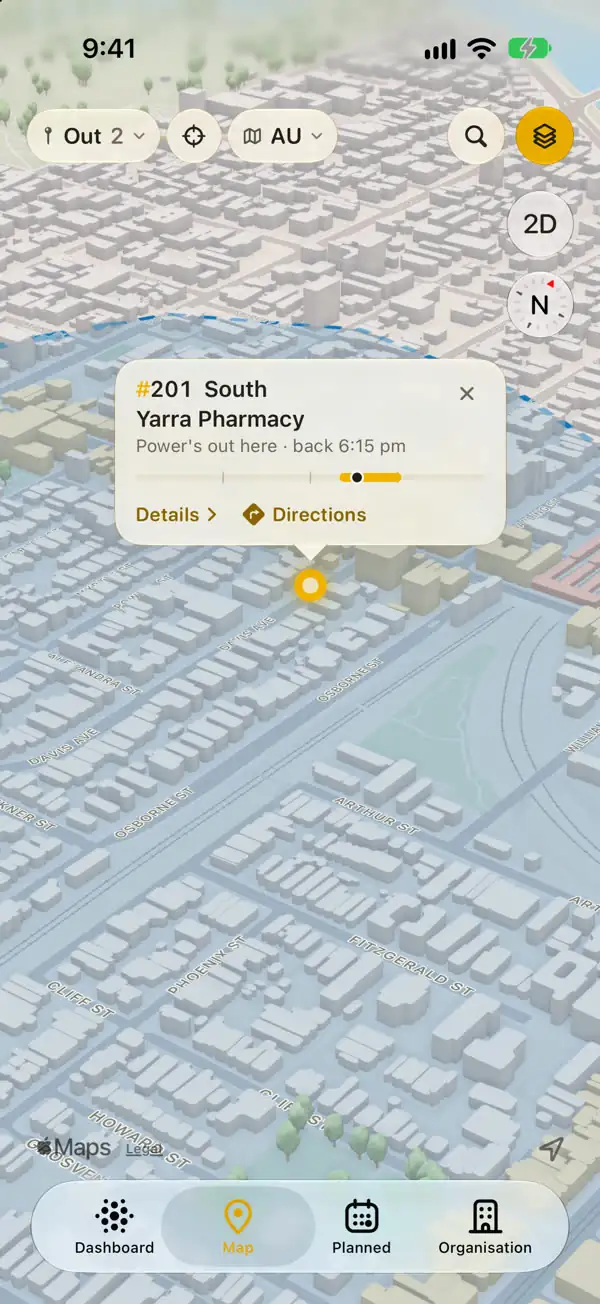 9:41
Out 2
AU
2D
N
#201 South
Yarra Pharmacy
Power's out here · back 6:15 pm
Details
Directions
DAVIS AVE
OSBORNE ST
DAVIS AVE
OSBORNE ST
ARTHUR ST
PHOENIX ST
FITZGERALD ST
CLIFF ST
HOWARD ST
Maps
Legal
Dashboard
Map
Planned
Organisation